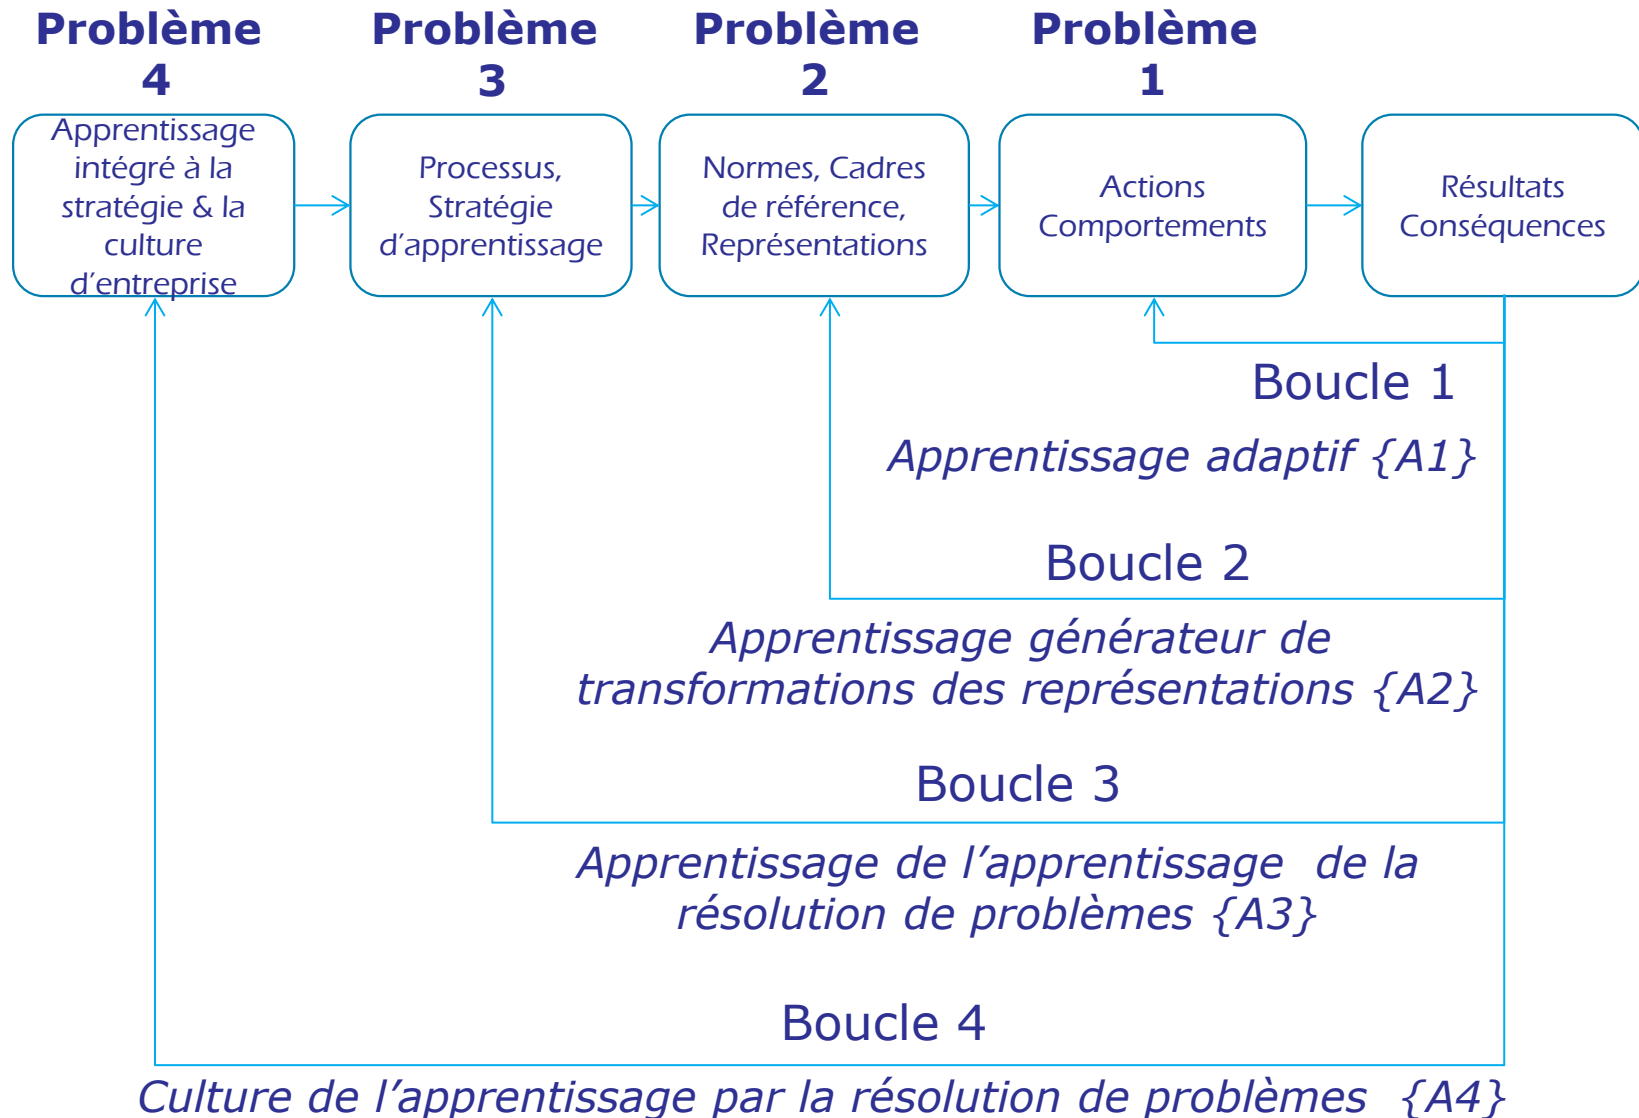 Problème
4
Problème
3
Problème
2
Problème
1
Apprentissage
intégré à la
stratégie & la
culture
d’entreprise
Processus,
Stratégie
d’apprentissage
Normes, Cadres
de référence,
Représentations
Actions
Comportements
Résultats
Conséquences
Boucle 1
Apprentissage adaptif {A1}
Boucle 2
Apprentissage générateur de
transformations des représentations {A2}
Boucle 3
Apprentissage de l’apprentissage  de la
résolution de problèmes {A3}
Boucle 4
Culture de l’apprentissage par la résolution de problèmes  {A4}